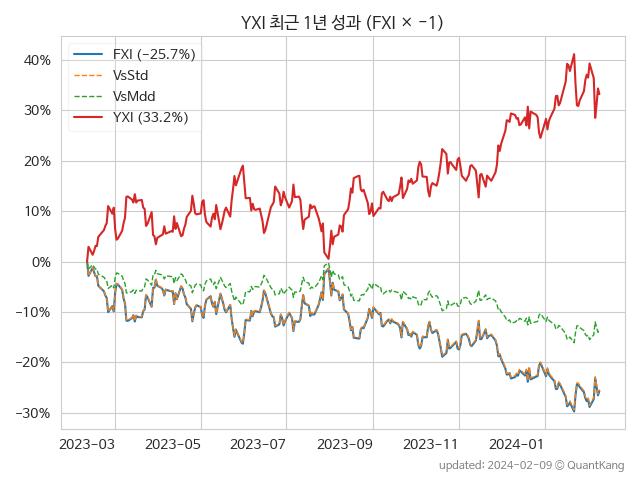 YXI 최근 1년 성과 (FXI × -1)
FXI (-25.7%)
VsStd
VsMdd
YXI (33.2%)
40%
30%
20%
10%
0%
-10%
-20%
-30%
2023-03 2023-05 2023-07 2023-09 2023-11 2024-01
updated: 2024-02-09 © QuantKang